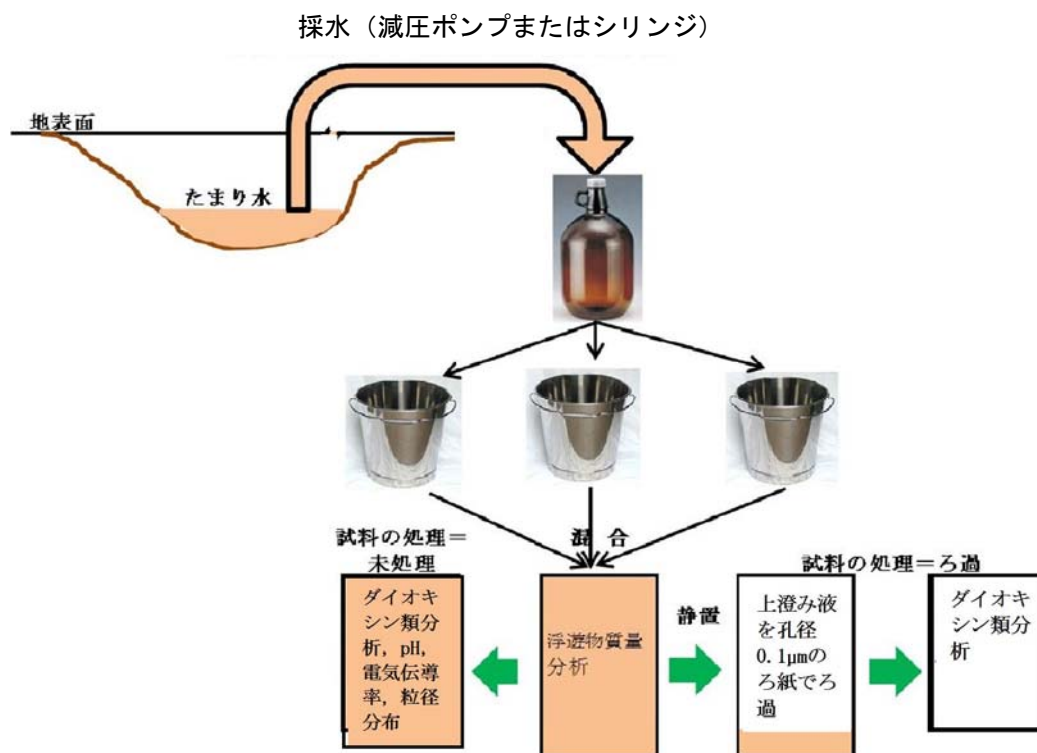 採水（減圧ポンプまたはシリンジ）
地表面
たまり水
試料の処理＝
未処理
混 合
試料の処理＝ろ過
ダイオキ
シン類分
析，pH，
電気伝導
率，粒径
分布
浮遊物質量
分析
静置
上澄み液
を孔径
0.1μmの
ろ紙でろ
過
ダイオキ
シン類分
析